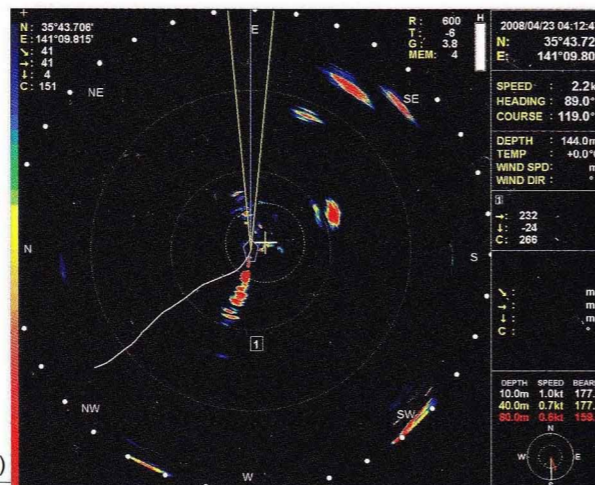 N: 35°43.706'
E: 141°09.815'
↘: 41
→: 41
↓: 4
C: 151
R: 600
T: -6
G: 3.8
MEM: 4
H
E
NE
SE
N
S
1
NW
SW
W
2008/04/23 04:12:4
N: 35°43.72
E: 141°09.80
SPEED : 2.2k
HEADING : 89.0°
COURSE : 119.0°
DEPTH : 144.0m
TEMP : +0.0°
WIND SPD: m
WIND DIR : °
1
→: 232
↓: -24
C: 266
↘: m
→: m
↓: m
C: °
DEPTH SPEED BEAR
10.0m 1.0kt 177.
40.0m 0.7kt 177.
80.0m 0.6kt 159.
N
W E
)